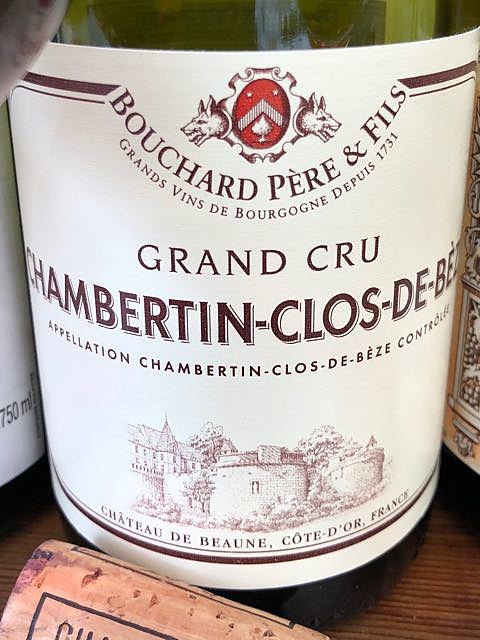 BOUCHARD PÈRE & FILS
GRANDS VINS DE BOURGOGNE DEPUIS 1731
GRAND CRU
CHAMBERTIN-CLOS-DE-BÈZ
APPELLATION CHAMBERTIN-CLOS-DE-BÈZE CONTRÔLÉE
CHÂTEAU DE BEAUNE, CÔTE-D'OR, FRANCE
750 ml